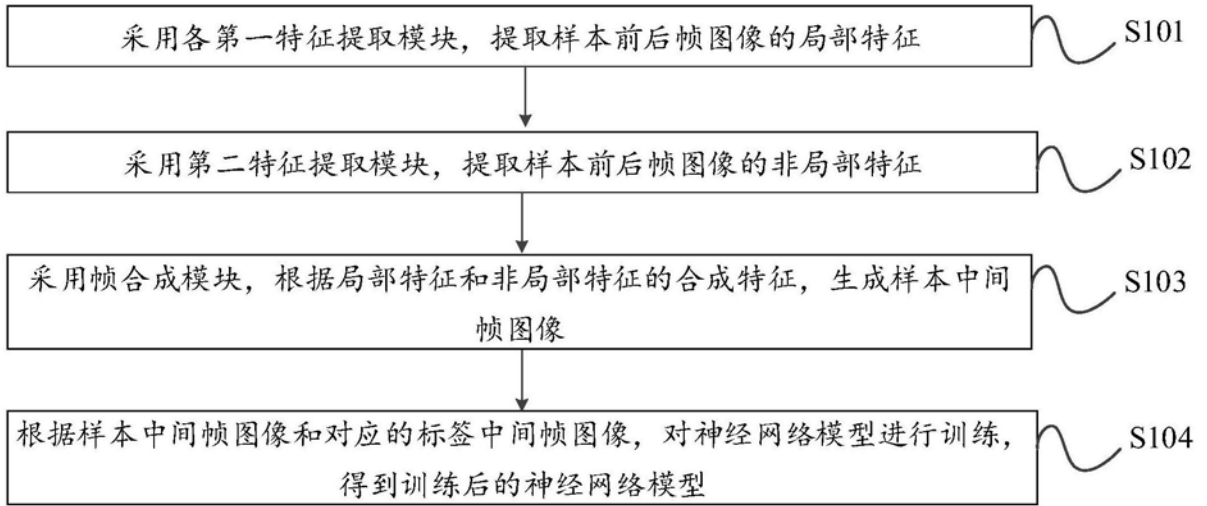 采用各第一特征提取模块，提取样本前后帧图像的局部特征
S101
采用第二特征提取模块，提取样本前后帧图像的非局部特征
S102
采用帧合成模块，根据局部特征和非局部特征的合成特征，生成样本中间
帧图像
S103
根据样本中间帧图像和对应的标签中间帧图像，对神经网络模型进行训练，
得到训练后的神经网络模型
S104